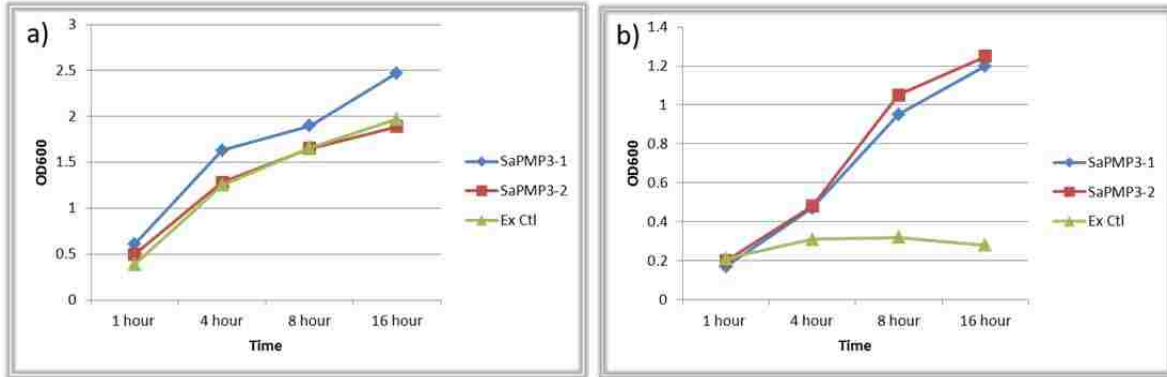 a)
3
2.5
2
1.5
1
0.5
0
OD600
1 hour
4 hour
8 hour
16 hour
Time
SaPMP3-1
SaPMP3-2
Ex Ctl
b)
1.4
1.2
1
0.8
0.6
0.4
0.2
0
OD600
1 hour
4 hour
8 hour
16 hour
Time
SaPMP3-1
SaPMP3-2
Ex Ctl